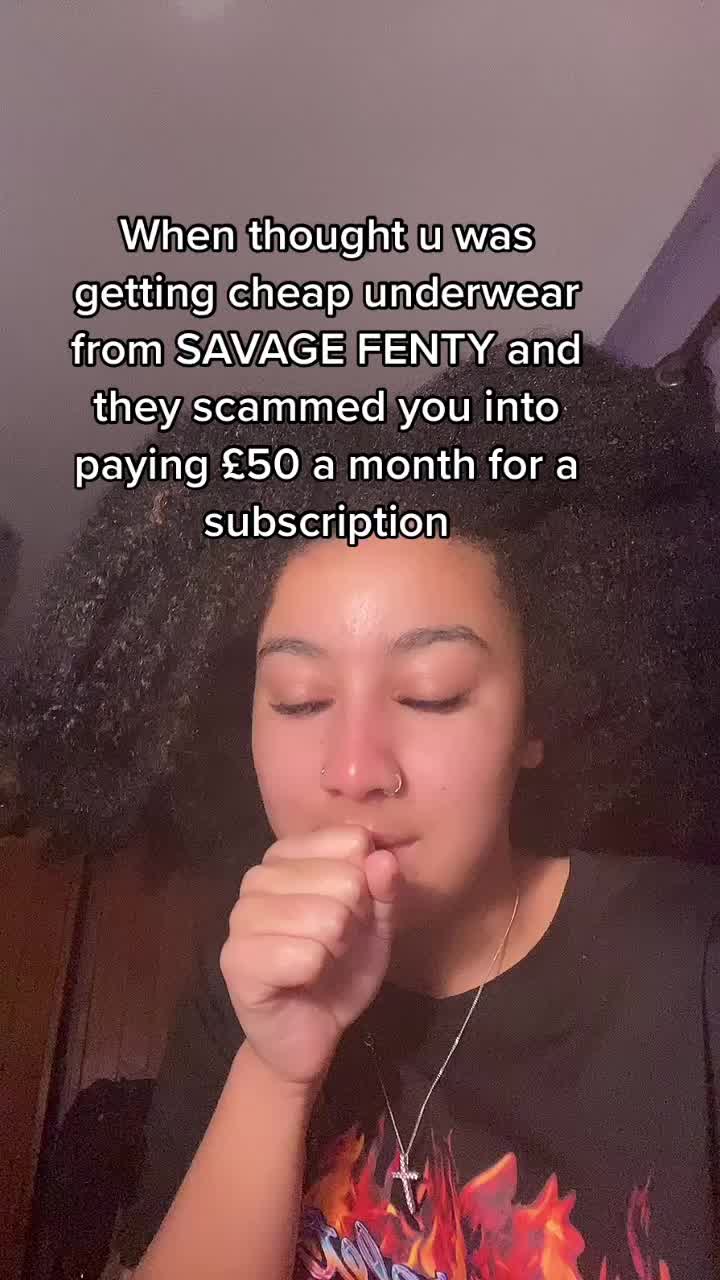 When thought u was
getting cheap underwear
from SAVAGE FENTY and
they scammed you into
paying £50 a month for a
subscription